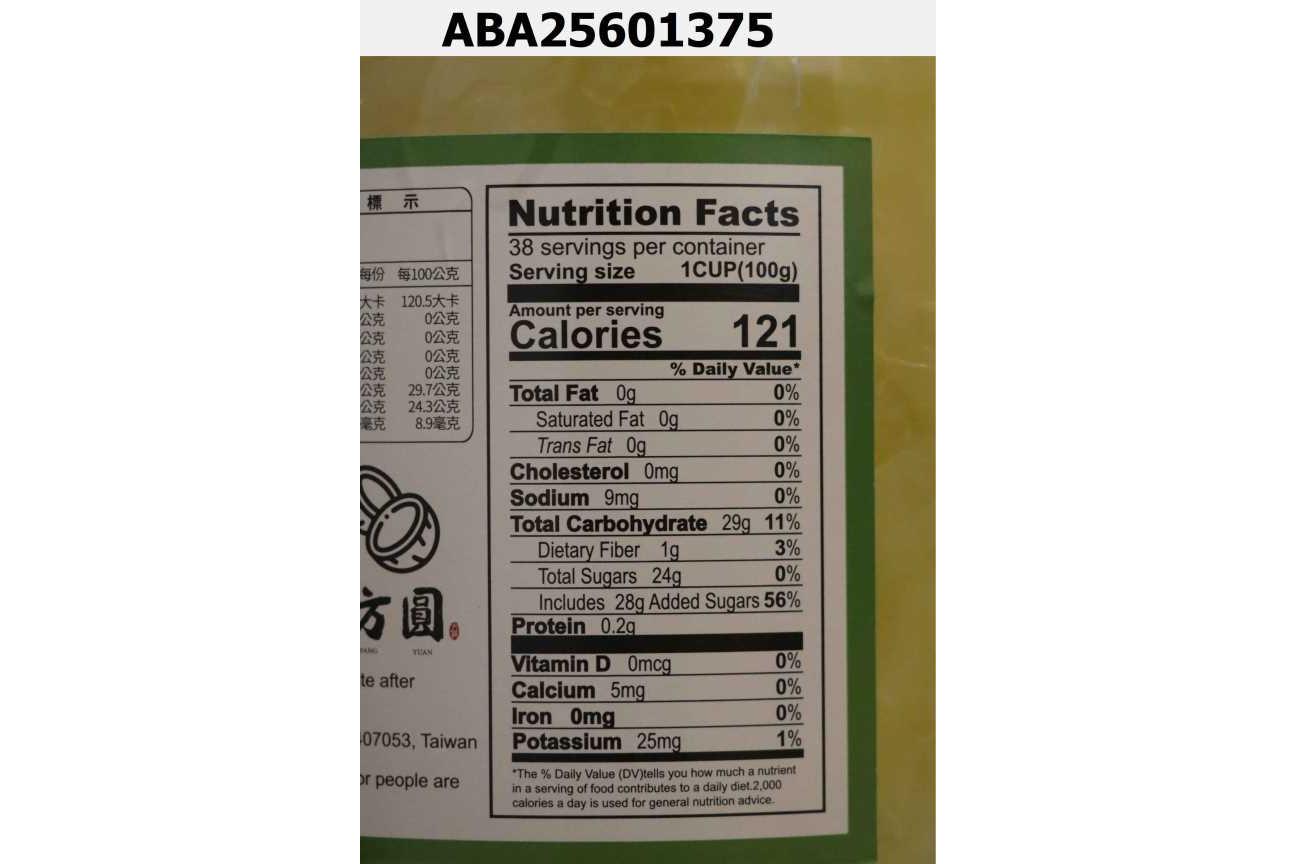 ABA25601375
標 示
每份 每100公克
大卡 120.5大卡
公克 0公克
公克 0公克
公克 0公克
公克 0公克
公克 29.7公克
公克 24.3公克
毫克 8.9毫克
方圓
FANG YUAN
te after
407053, Taiwan
or people are
Nutrition Facts
38 servings per container
Serving size 1CUP(100g)
Amount per serving
Calories 121
% Daily Value*
Total Fat 0g 0%
Saturated Fat 0g 0%
Trans Fat 0g 0%
Cholesterol 0mg 0%
Sodium 9mg 0%
Total Carbohydrate 29g 11%
Dietary Fiber 1g 3%
Total Sugars 24g 0%
Includes 28g Added Sugars 56%
Protein 0.2g
Vitamin D 0mcg 0%
Calcium 5mg 0%
Iron 0mg 0%
Potassium 25mg 1%
*The % Daily Value (DV)tells you how much a nutrient
in a serving of food contributes to a daily diet.2,000
calories a day is used for general nutrition advice.